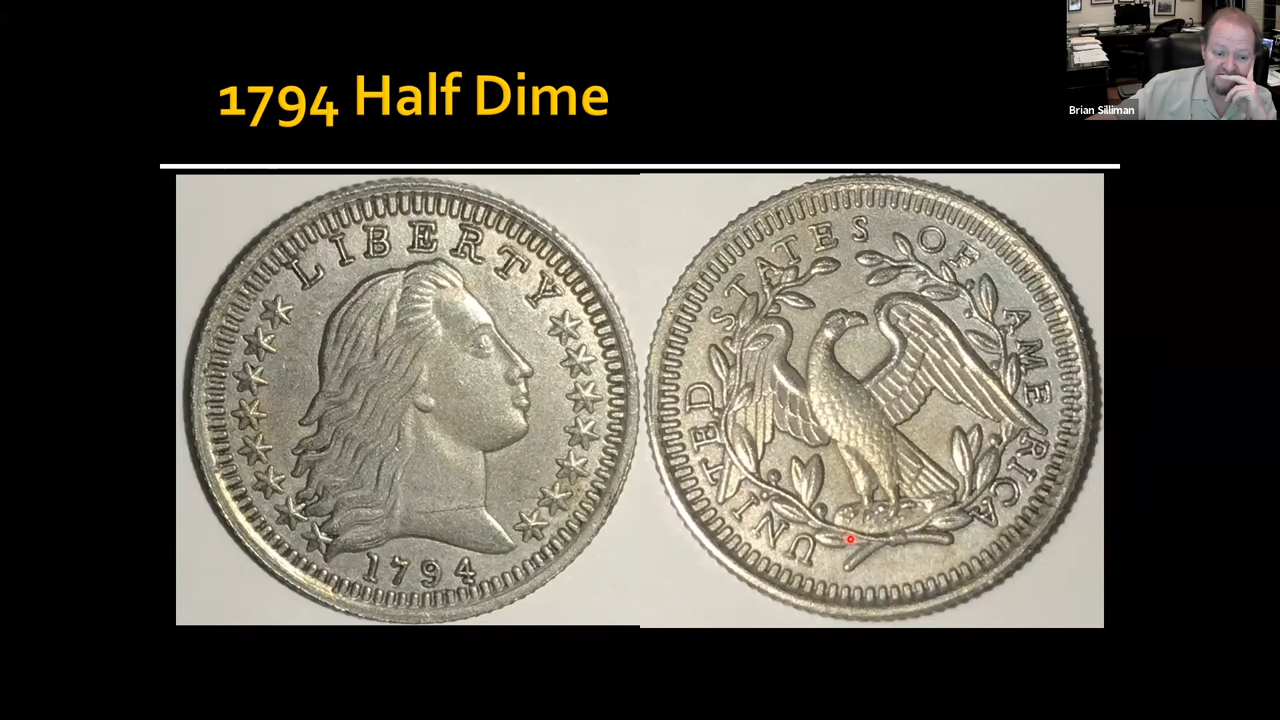 1794 Half Dime
Brian Silliman
LIBERTY
1794
UNITED STATES OF AMERICA